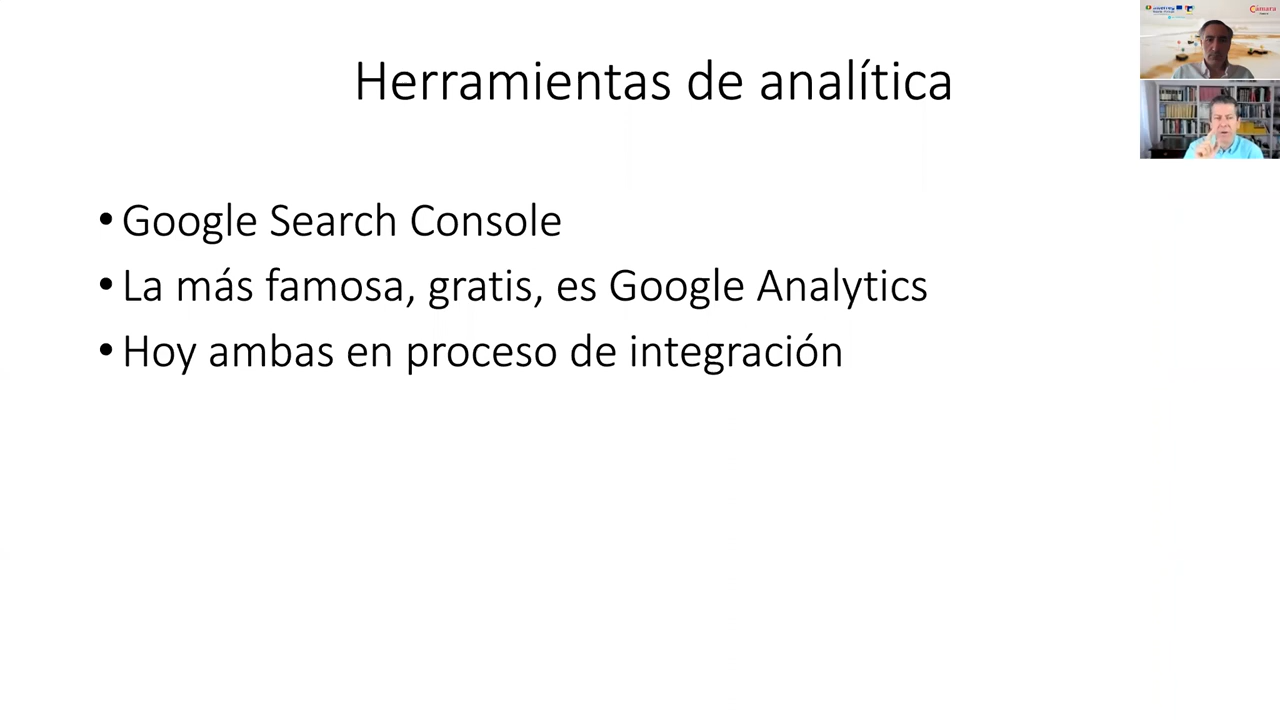 Herramientas de analítica
Cámara
• Google Search Console
• La más famosa, gratis, es Google Analytics
• Hoy ambas en proceso de integración